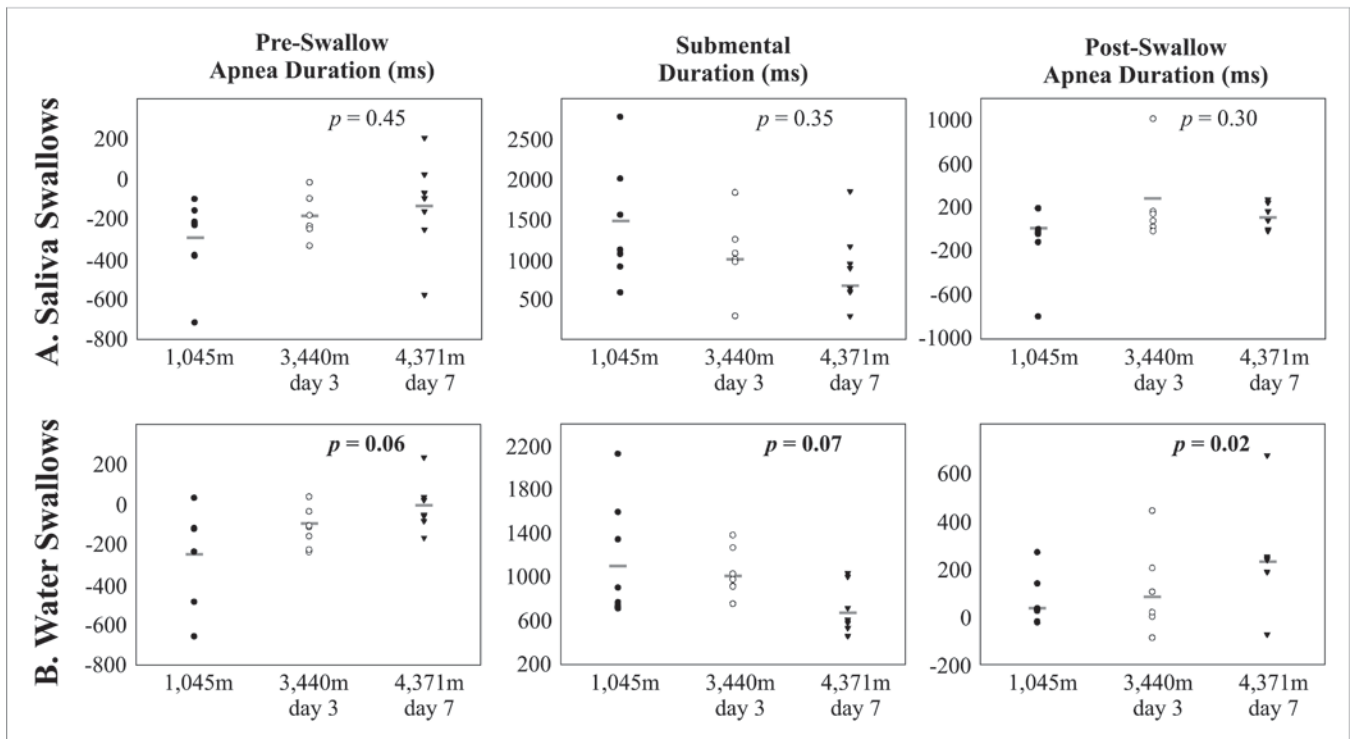 Pre-Swallow
Apnea Duration (ms)
Submental
Duration (ms)
Post-Swallow
Apnea Duration (ms)
A. Saliva Swallows
p = 0.45
200
0
-200
-400
-600
-800
1,045m
3,440m
day 3
4,371m
day 7
p = 0.35
2500
2000
1500
1000
500
1,045m
3,440m
day 3
4,371m
day 7
p = 0.30
1000
600
200
-200
-600
-1000
1,045m
3,440m
day 3
4,371m
day 7
B. Water Swallows
p = 0.06
200
0
-200
-400
-600
-800
1,045m
3,440m
day 3
4,371m
day 7
p = 0.07
2200
1800
1400
1000
600
200
1,045m
3,440m
day 3
4,371m
day 7
p = 0.02
600
400
200
0
-200
1,045m
3,440m
day 3
4,371m
day 7